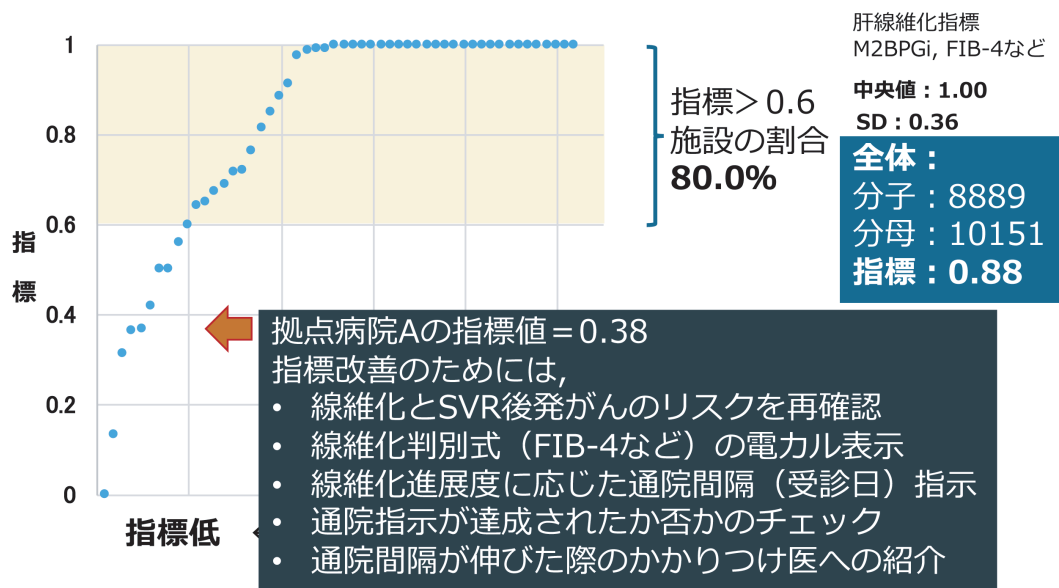 肝線維化指標
M2BPGi, FIB-4など
中央値：1.00
SD：0.36
全体：
分子：8889
分母：10151
指標：0.88
指標＞0.6
施設の割合
80.0%
1
0.8
0.6
0.4
0.2
0
指
標
指標低
拠点病院Aの指標値＝0.38
指標改善のためには,
• 線維化とSVR後発がんのリスクを再確認
• 線維化判別式（FIB-4など）の電カル表示
• 線維化進展度に応じた通院間隔（受診日）指示
• 通院指示が達成されたか否かのチェック
• 通院間隔が伸びた際のかかりつけ医への紹介